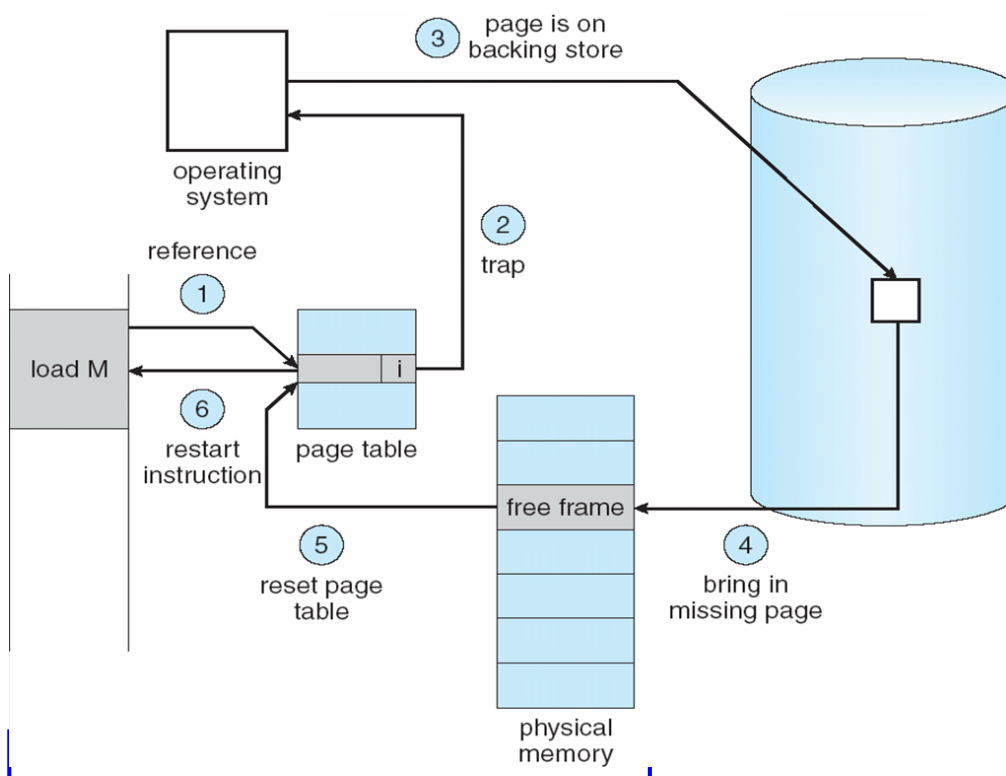 3
page is on
backing store
operating
system
2
trap
reference
1
load M
i
6
restart
instruction
page table
free frame
5
reset page
table
4
bring in
missing page
physical
memory